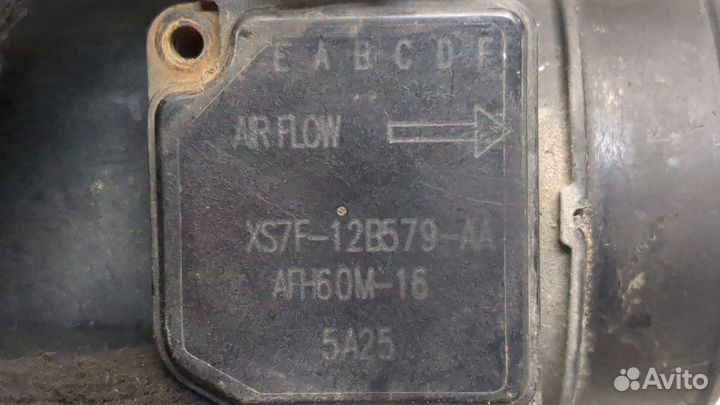 E A B C D F
AIR FLOW
XS7F-12B579-AA
AFH60M-16
5A25
Avito